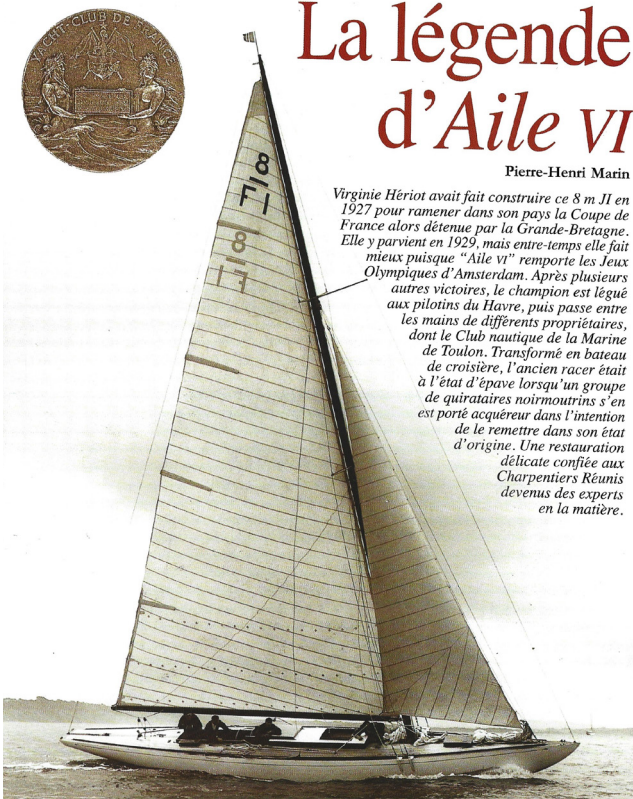 YACHT-CLUB DE FRANCE
La légende
d'Aile VI
Pierre-Henri Marin
Virginie Hériot avait fait construire ce 8 m JI en
1927 pour ramener dans son pays la Coupe de
France alors détenue par la Grande-Bretagne.
Elle y parvient en 1929, mais entre-temps elle fait
mieux puisque “Aile VI” remporte les Jeux
Olympiques d'Amsterdam. Après plusieurs
autres victoires, le champion est légué
aux pilotins du Havre, puis passe entre
les mains de différents propriétaires,
dont le Club nautique de la Marine
de Toulon. Transformé en bateau
de croisière, l'ancien racer était
à l'état d'épave lorsqu'un groupe
de quirataires noirmoutrins s'en
est porté acquéreur dans l'intention
de le remettre dans son état
d'origine. Une restauration
délicate confiée aux
Charpentiers Réunis
devenus des experts
en la matière.
8
F1
8